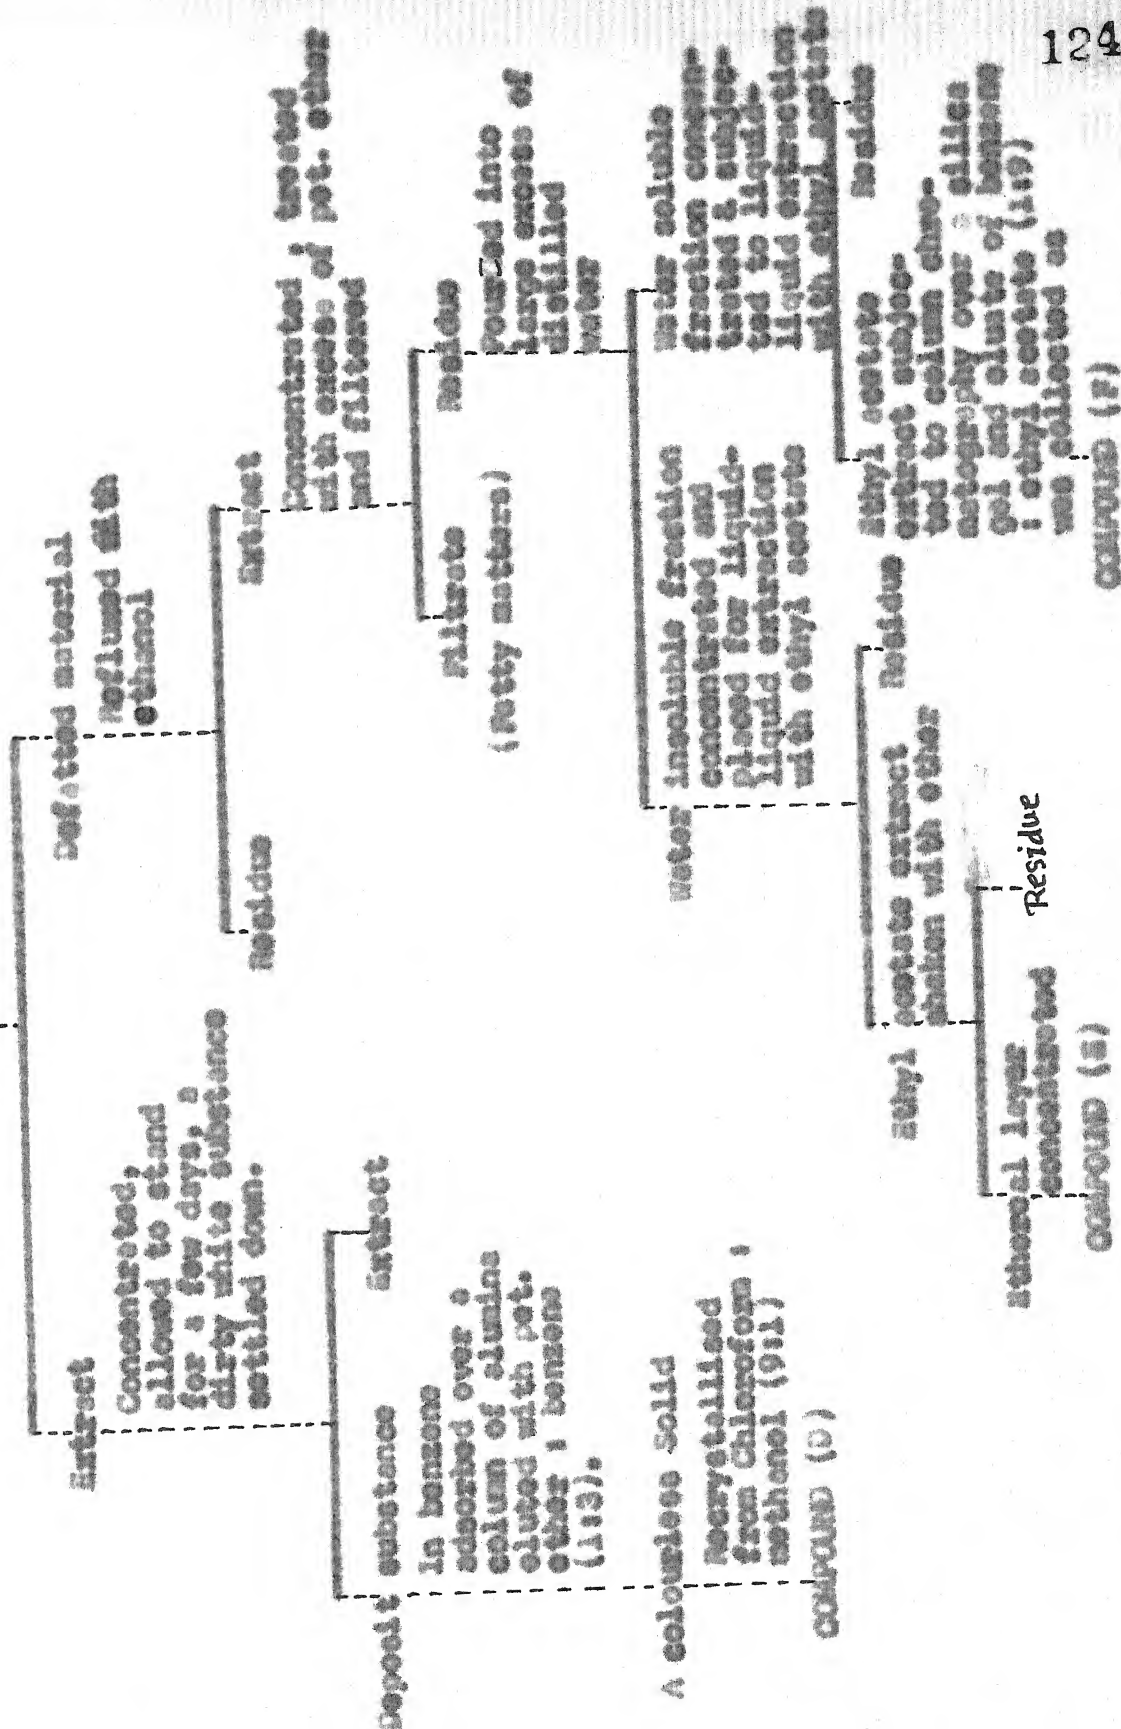 124
Extract
Concentrated,
allowed to stand
for a few days, a
dirty white substance
settled down.
Deposit substance
In benzene
adsorbed over a
column of alumina
eluted with pet.
ether : benzene
(1:3).
Extract
A colourless Solid
Recrystallised
from chloroform :
methanol (9:1)
COMPOUND (D)
Defatted material
Refluxed with
ethanol
Residue
Extract
Concentrated ; treated
with excess of pet. ether
and filtered
Filtrate
(Fatty matters)
Residue
Poured into
large excess of
distilled
water
Water insoluble fraction
concentrated and
placed for liquid-
liquid extraction
with ethyl acetate
Ethyl acetate extract
shaken with ether
Residue
Ethereal layer
concentrated
COMPOUND (E)
Residue
Water soluble
fraction concen-
trated & subjec-
ted to liquid-
liquid extraction
with ethyl acetate
Ethyl acetate
extract subjec-
ted to column chro-
matography over a silica
gel and eluate of benzene
: ethyl acetate (1:9)
was collected as
COMPOUND (F)
Residue